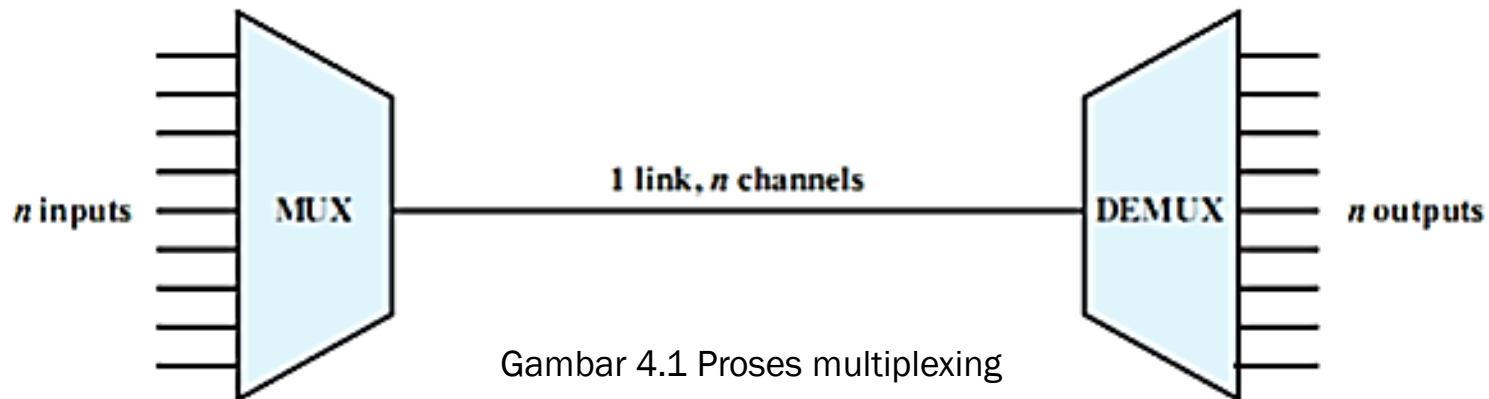 1 link, n channels
n inputs
MUX
DEMUX
n outputs
Gambar 4.1 Proses multiplexing